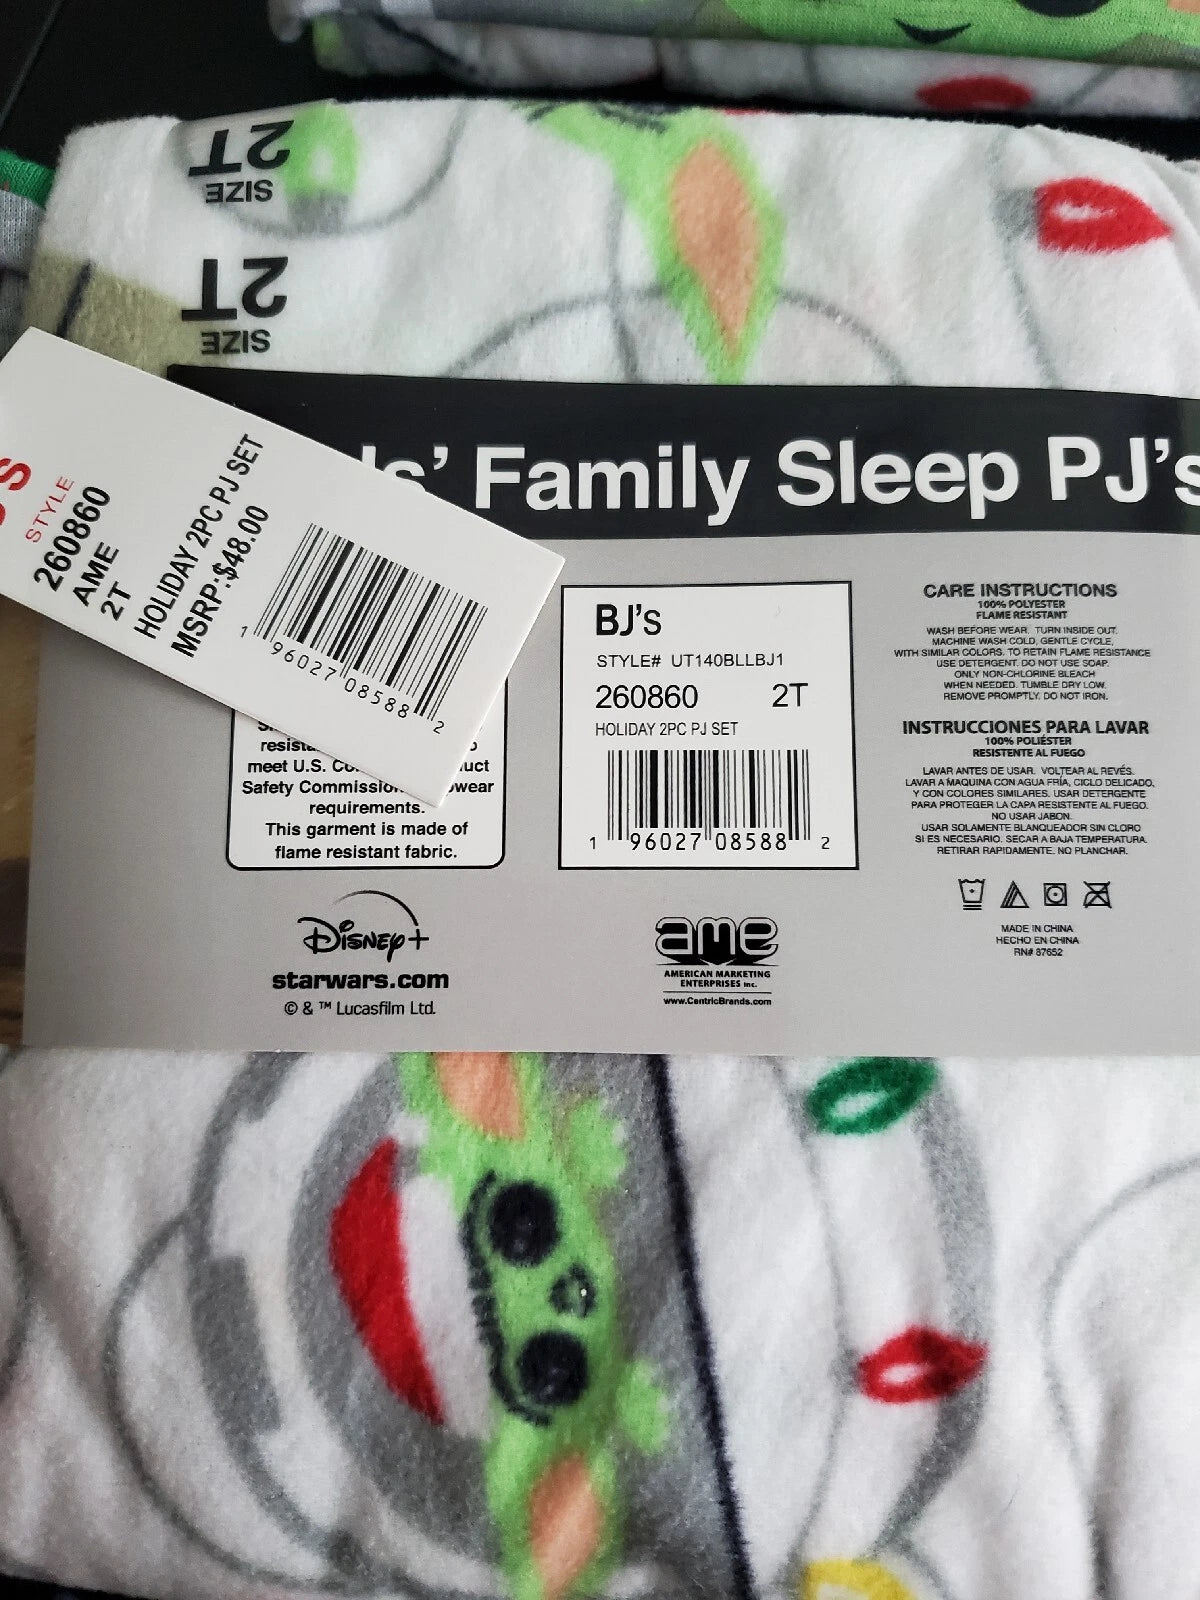 SIZE
2T
SIZE
2T
STYLE
260860
AME
2T
HOLIDAY 2PC PJ SET
MSRP:$48.00
1 96027 08588 2
Family Sleep PJ's
meet U.S.
Safety
requirements.
This garment is made of
flame resistant fabric.
BJ's
STYLE# UT140BLLBJ1
260860 2T
HOLIDAY 2PC PJ SET
1 96027 08588 2
CARE INSTRUCTIONS
100% POLYESTER
FLAME RESISTANT
WASH BEFORE WEAR. TURN INSIDE OUT.
MACHINE WASH COLD, GENTLE CYCLE,
WITH SIMILAR COLORS. TO RETAIN FLAME RESISTANCE
USE DETERGENT. DO NOT USE SOAP.
ONLY NON-CHLORINE BLEACH
WHEN NEEDED. TUMBLE DRY LOW.
REMOVE PROMPTLY. DO NOT IRON.
INSTRUCCIONES PARA LAVAR
100% POLIÉSTER
RESISTENTE AL FUEGO
LAVAR ANTES DE USAR. VOLTEAR AL REVÉS.
LAVAR A MAQUINA CON AGUA FRÍA, CICLO DELICADO,
Y CON COLORES SIMILARES. USAR DETERGENTE
PARA PROTEGER LA CAPA RESISTENTE AL FUEGO.
NO USAR JABON.
USAR SOLAMENTE BLANQUEADOR SIN CLORO
SI ES NECESARIO. SECAR A BAJA TEMPERATURA.
RETIRAR RAPIDAMENTE. NO PLANCHAR.
MADE IN CHINA
HECHO EN CHINA
RN# 87652
Disney+
starwars.com
© & ™ Lucasfilm Ltd.
ame
AMERICAN MARKETING
ENTERPRISES Inc.
www.CentricBrands.com